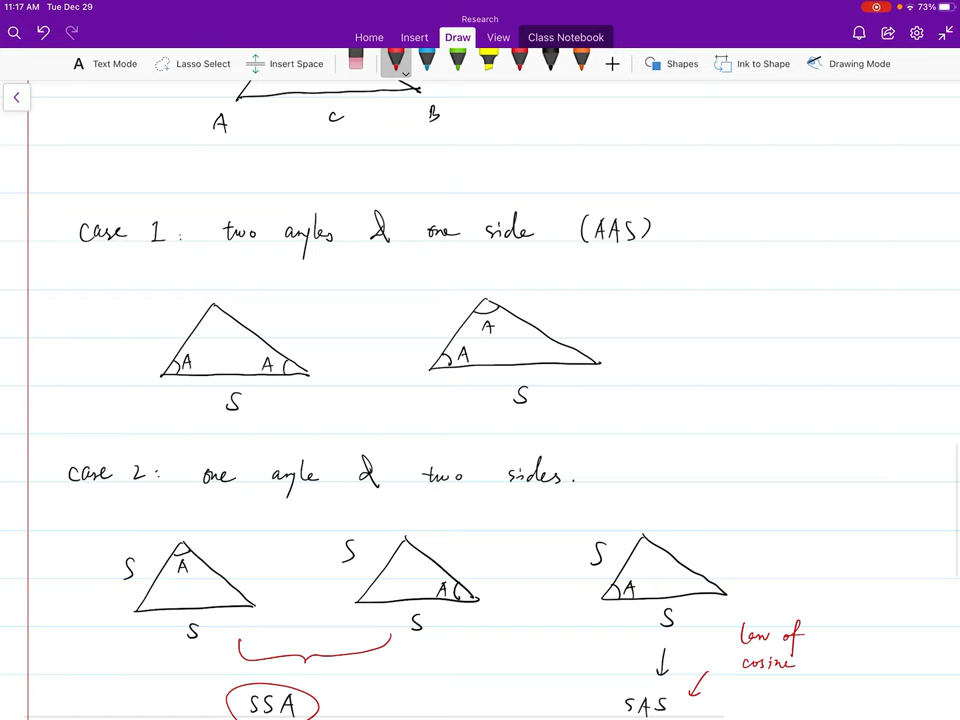 11:17 AM Tue Dec 29
73%
Research
Home Insert Draw View Class Notebook
A Text Mode Lasso Select Insert Space Shapes Ink to Shape Drawing Mode
A C B
case 1: two angles & one side (AAS)
A A A A
S S
case 2: one angle & two sides.
S A S A S A
S S S
law of
cosine
SSA SAS